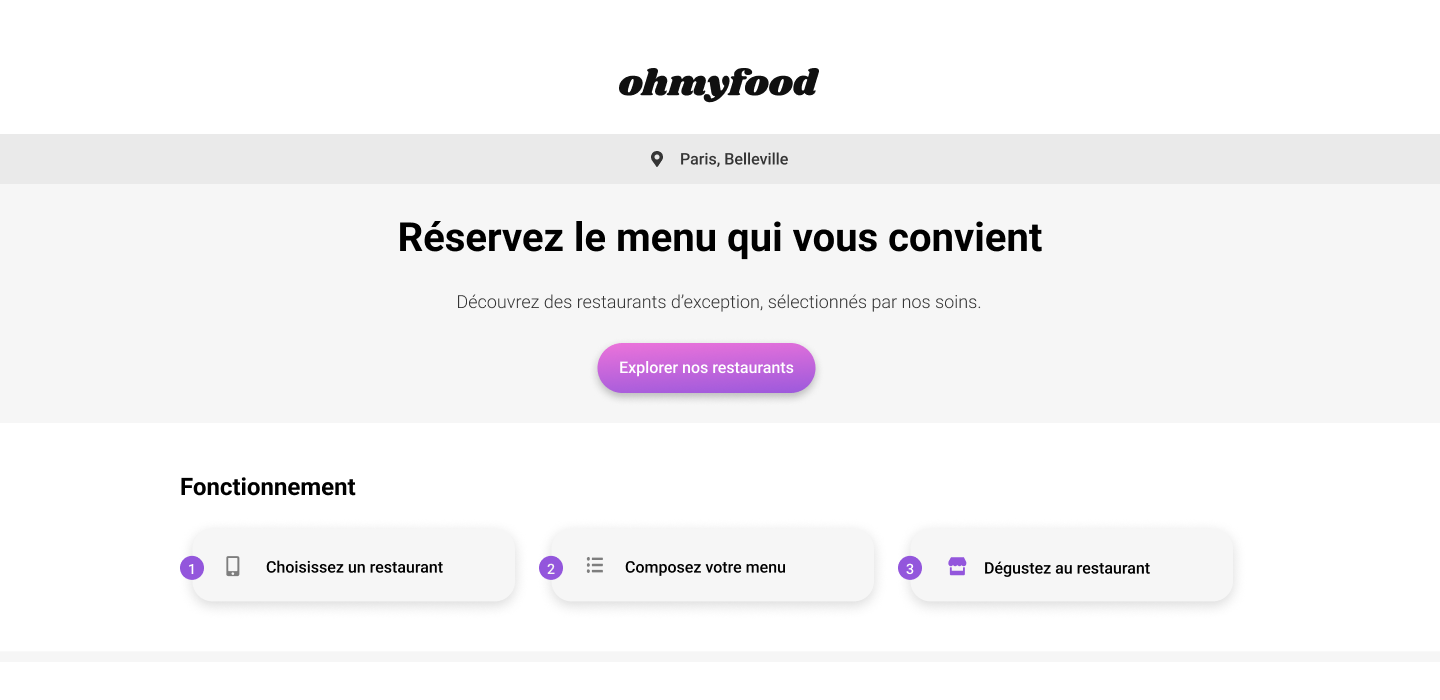 ohmyfood
Paris, Belleville
Réservez le menu qui vous convient
Découvrez des restaurants d’exception, sélectionnés par nos soins.
Explorer nos restaurants
Fonctionnement
1 Choisissez un restaurant
2 Composez votre menu
3 Dégustez au restaurant